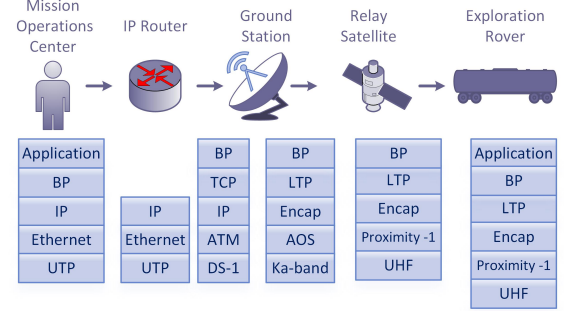 Mission
Operations
Center
IP Router
Ground
Station
Relay
Satellite
Exploration
Rover
Application
BP
IP
Ethernet
UTP
IP
Ethernet
UTP
BP
TCP
IP
ATM
DS-1
BP
LTP
Encap
AOS
Ka-band
BP
LTP
Encap
Proximity -1
UHF
Application
BP
LTP
Encap
Proximity -1
UHF